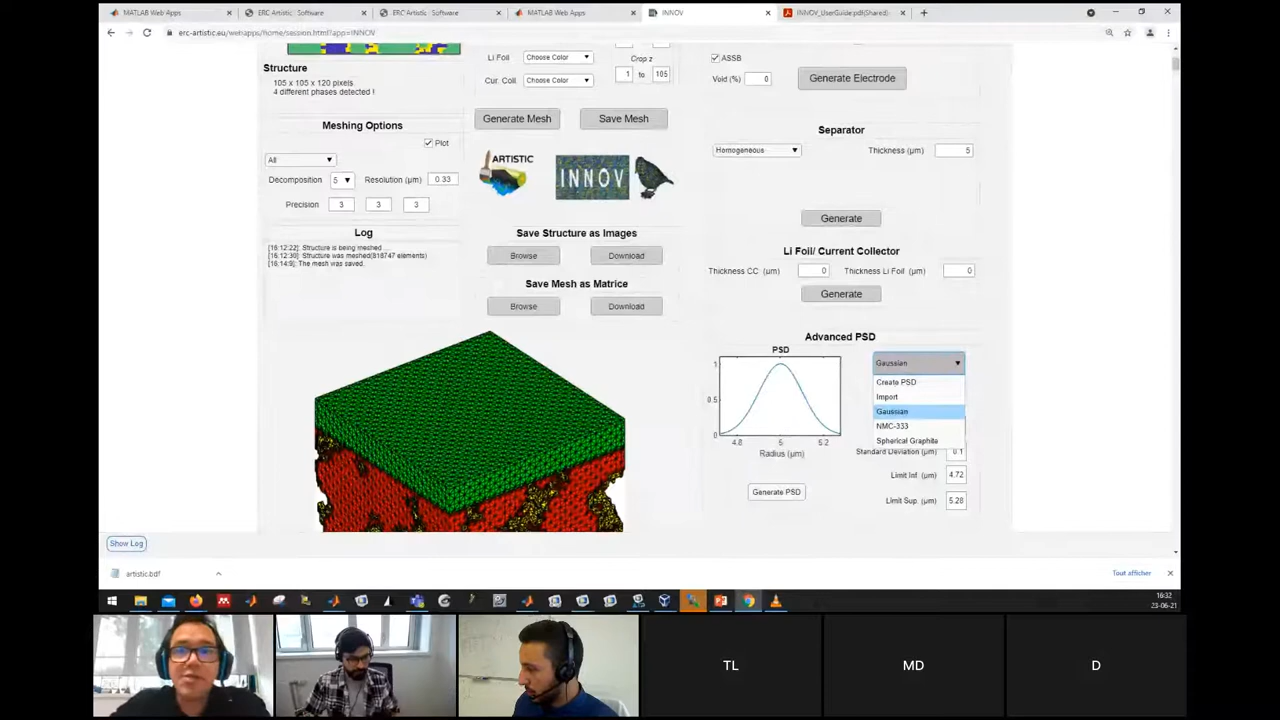 MATLAB Web Apps
ERC Artistic · Software
ERC Artistic · Software
MATLAB Web Apps
INNOV
INNOV_UserGuide.pdf(Shared)
erc-artistic.eu/webapps/home/session.html?app=INNOV
Li Foil
Choose Color
Crop z
ASSB
Cur. Coll
Choose Color
1
to
105
Void (%)
0
Generate Electrode
Structure
105 x 105 x 120 pixels
4 different phases detected !
Generate Mesh
Save Mesh
Separator
Meshing Options
Plot
Homogeneous
Thickness (µm)
5
All
ARTISTIC
INNOV
Decomposition
5
Resolution (µm)
0.33
Precision
3
3
3
Generate
Log
Save Structure as Images
[16:12:22]: Structure is being meshed ...
[16:12:30]: Structure was meshed(818747 elements)
[16:14:9]: The mesh was saved.
Browse
Download
Li Foil/ Current Collector
Thickness CC (µm)
0
Thickness Li Foil (µm)
0
Save Mesh as Matrice
Generate
Browse
Download
Advanced PSD
PSD
1
0.5
0
4.8
5
5.2
Radius (µm)
Gaussian
Create PSD
Import
Gaussian
NMC-333
Spherical Graphite
Standard Deviation (µm)
0.1
Limit Inf.
4.72
Generate PSD
Limit Sup.
5.28
Show Log
artistic.bdf
Tout afficher
16:32
23-06-21
TL
MD
D